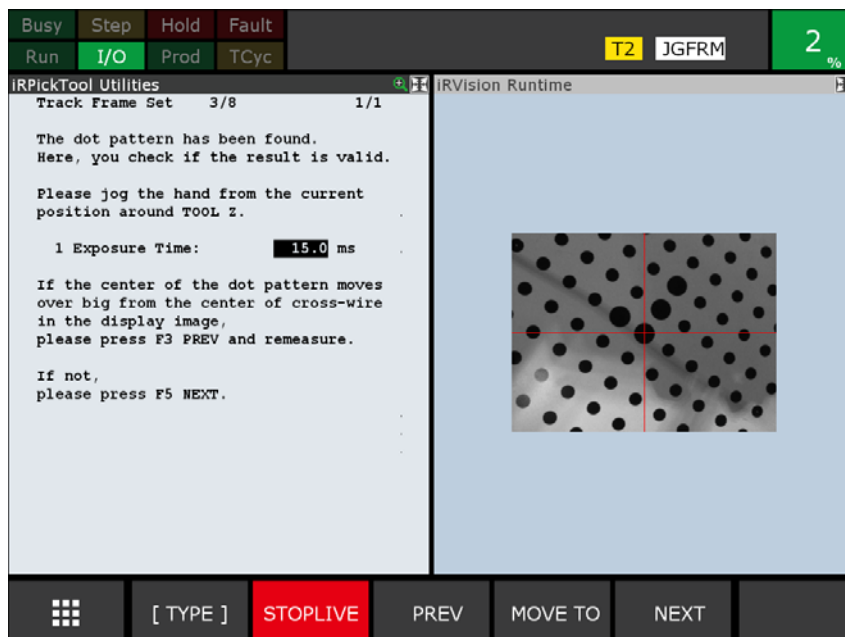 Busy Step Hold Fault
Run I/O Prod TCyc
T2 JGFRM
2 %
iRPickTool Utilities
Track Frame Set 3/8 1/1
The dot pattern has been found.
Here, you check if the result is valid.
Please jog the hand from the current
position around TOOL Z.
1 Exposure Time: 15.0 ms
If the center of the dot pattern moves
over big from the center of cross-wire
in the display image,
please press F3 PREV and remeasure.
If not,
please press F5 NEXT.
iRVision Runtime
[ TYPE ] STOPLIVE PREV MOVE TO NEXT